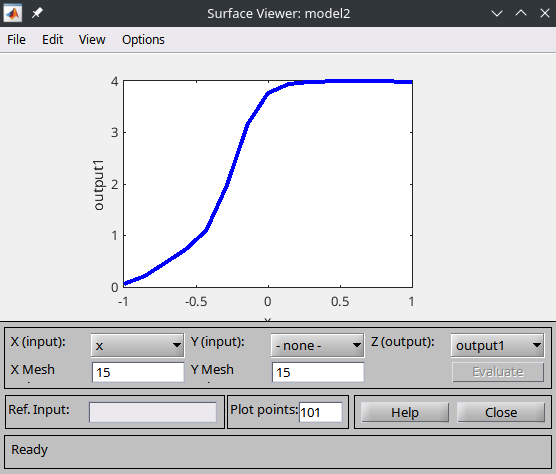 Surface Viewer: model2
File Edit View Options
4
3
2
1
0
output1
-1 -0.5 0 0.5 1
X (input): x Y (input): - none - Z (output): output1
X Mesh 15 Y Mesh 15 Evaluate
Ref. Input: Plot points: 101 Help Close
Ready